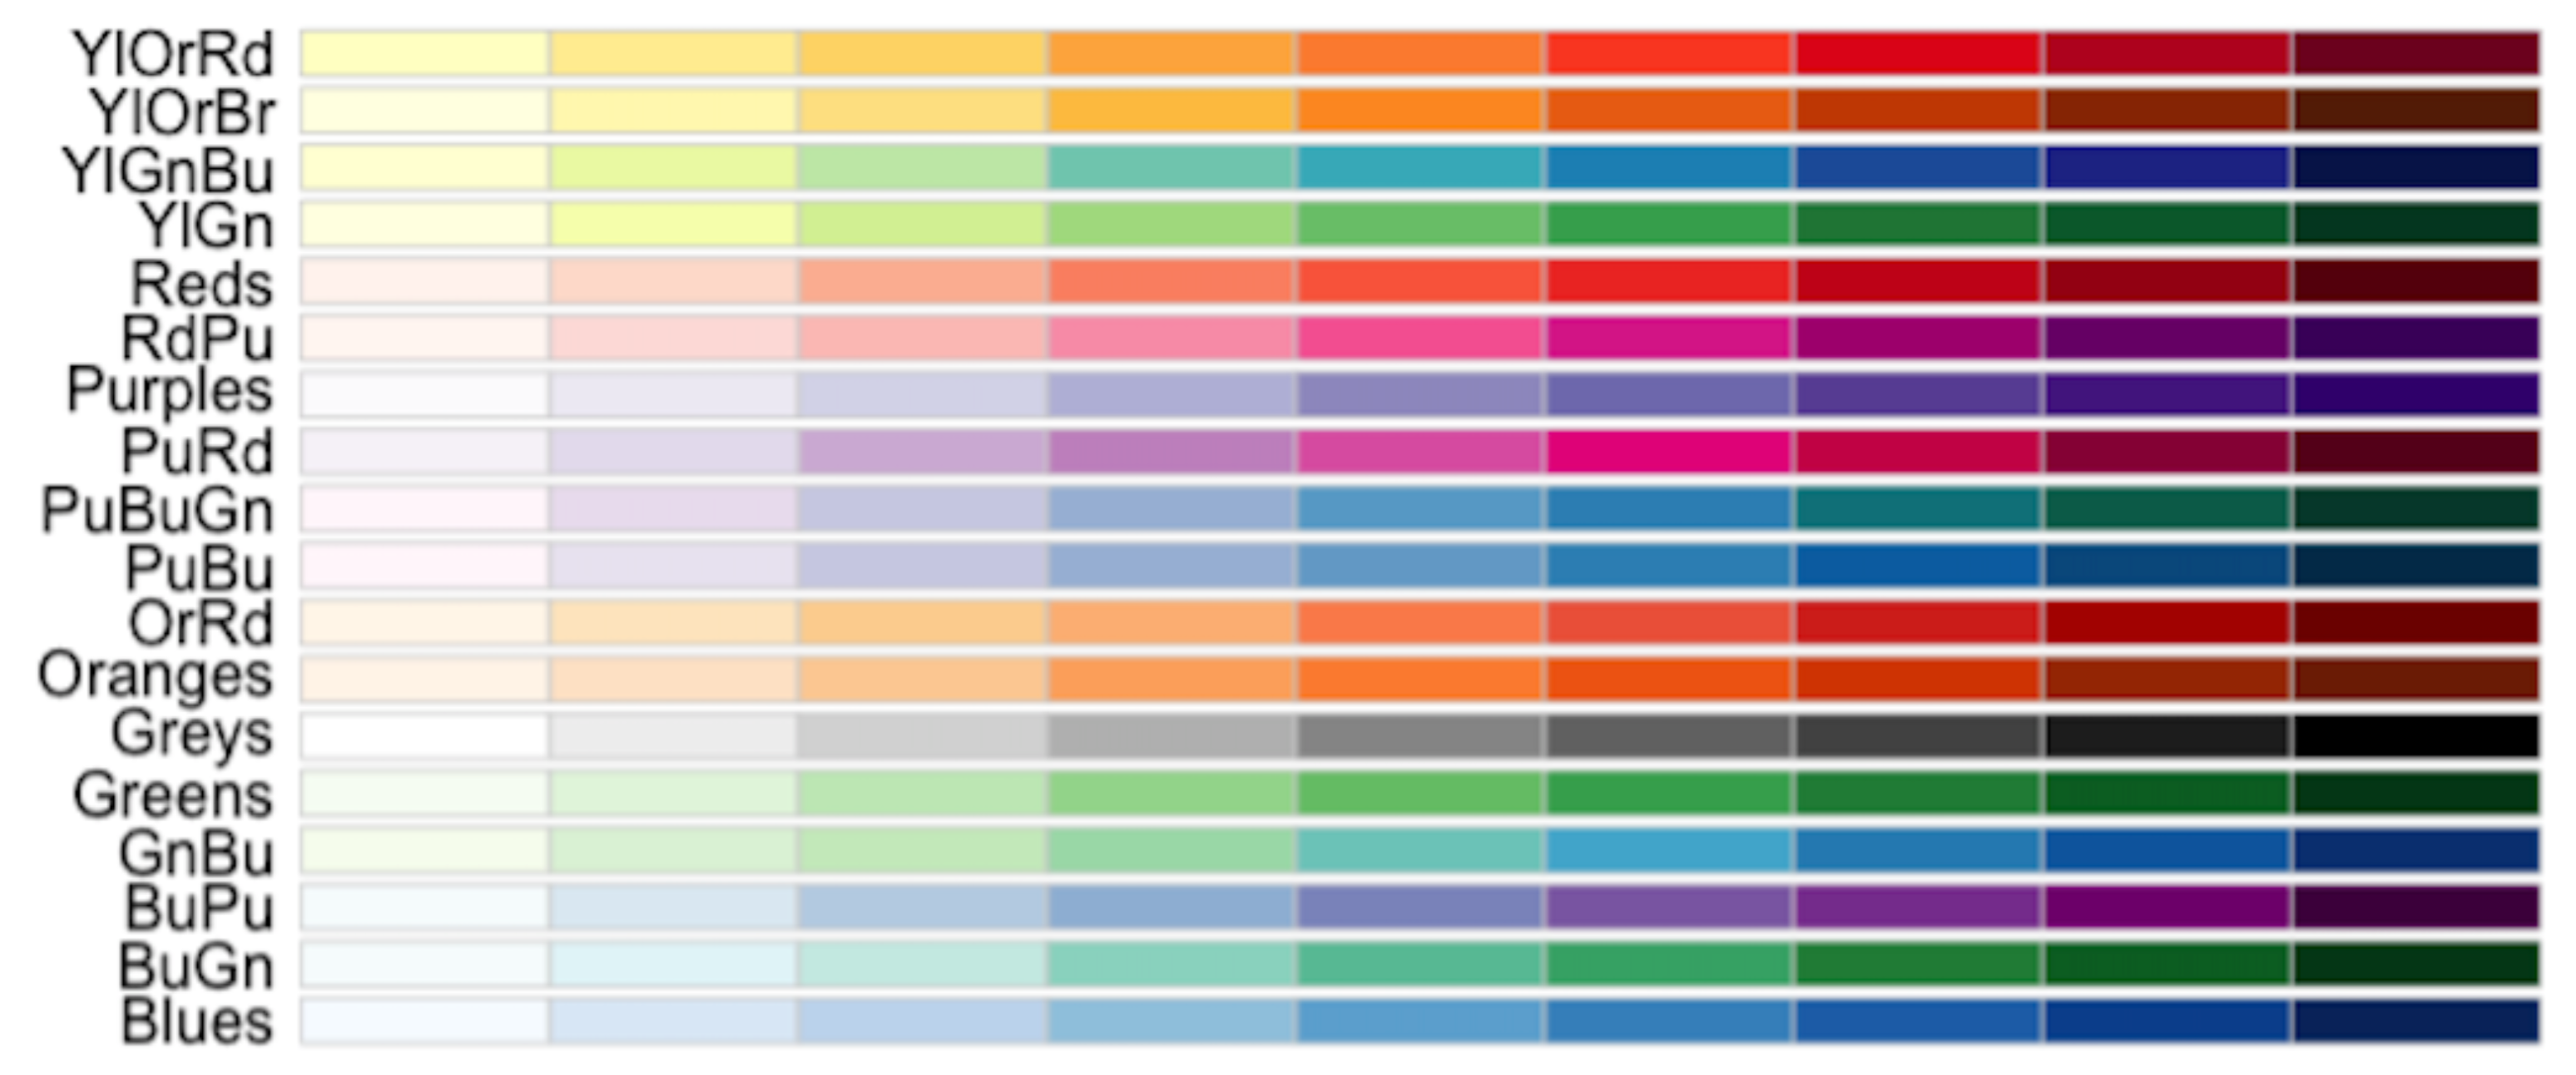 YlOrRd
YlOrBr
YlGnBu
YlGn
Reds
RdPu
Purples
PuRd
PuBuGn
PuBu
OrRd
Oranges
Greys
Greens
GnBu
BuPu
BuGn
Blues